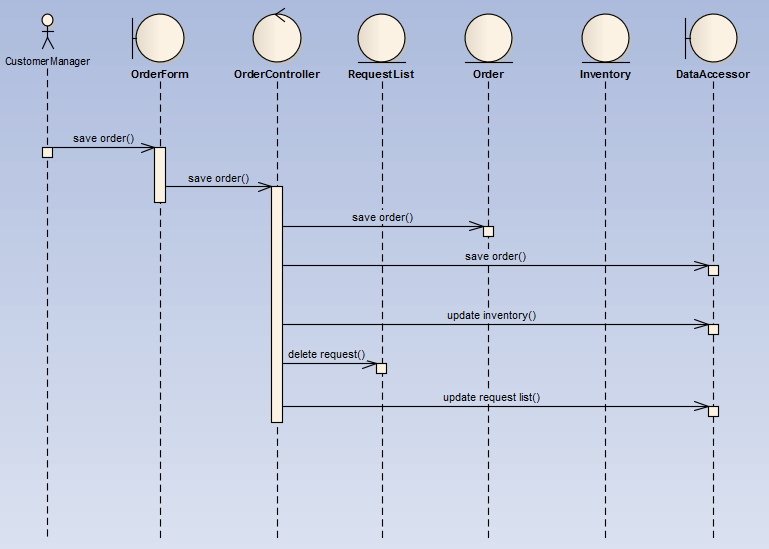 CustomerManager
OrderForm
OrderController
RequestList
Order
Inventory
DataAccessor
save order()
save order()
save order()
save order()
update inventory()
delete request()
update request list()